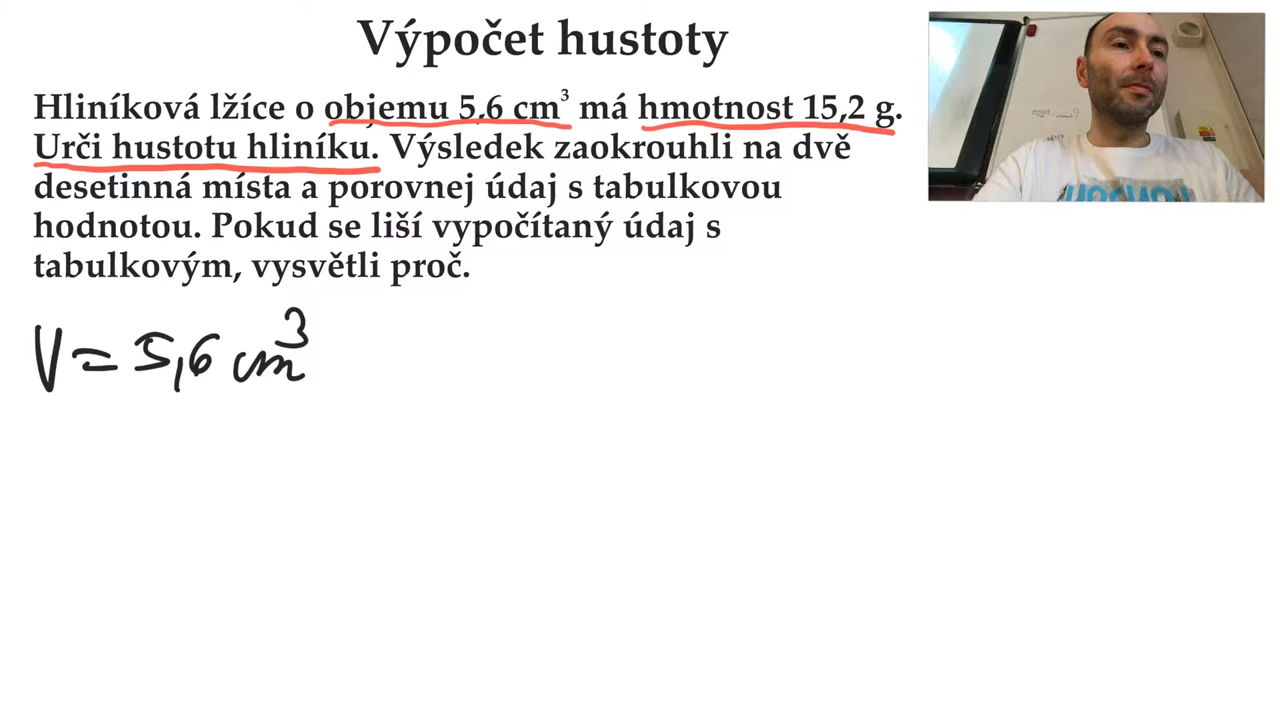 Výpočet hustoty
Hliníková lžíce o objemu 5,6 cm³ má hmotnost 15,2 g.
Urči hustotu hliníku. Výsledek zaokrouhli na dvě
desetinná místa a porovnej údaj s tabulkovou
hodnotou. Pokud se liší vypočítaný údaj s
tabulkovým, vysvětli proč.
V = 5,6 cm³